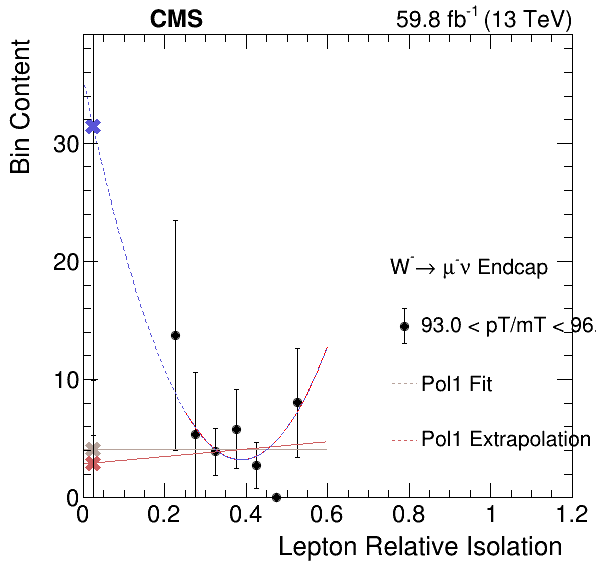 CMS 59.8 fb⁻¹ (13 TeV)
Bin Content
30
20
10
0
W⁻→ μ⁻ν Endcap
93.0 < pT/mT < 96.
Pol1 Fit
Pol1 Extrapolation
0 0.2 0.4 0.6 0.8 1 1.2
Lepton Relative Isolation